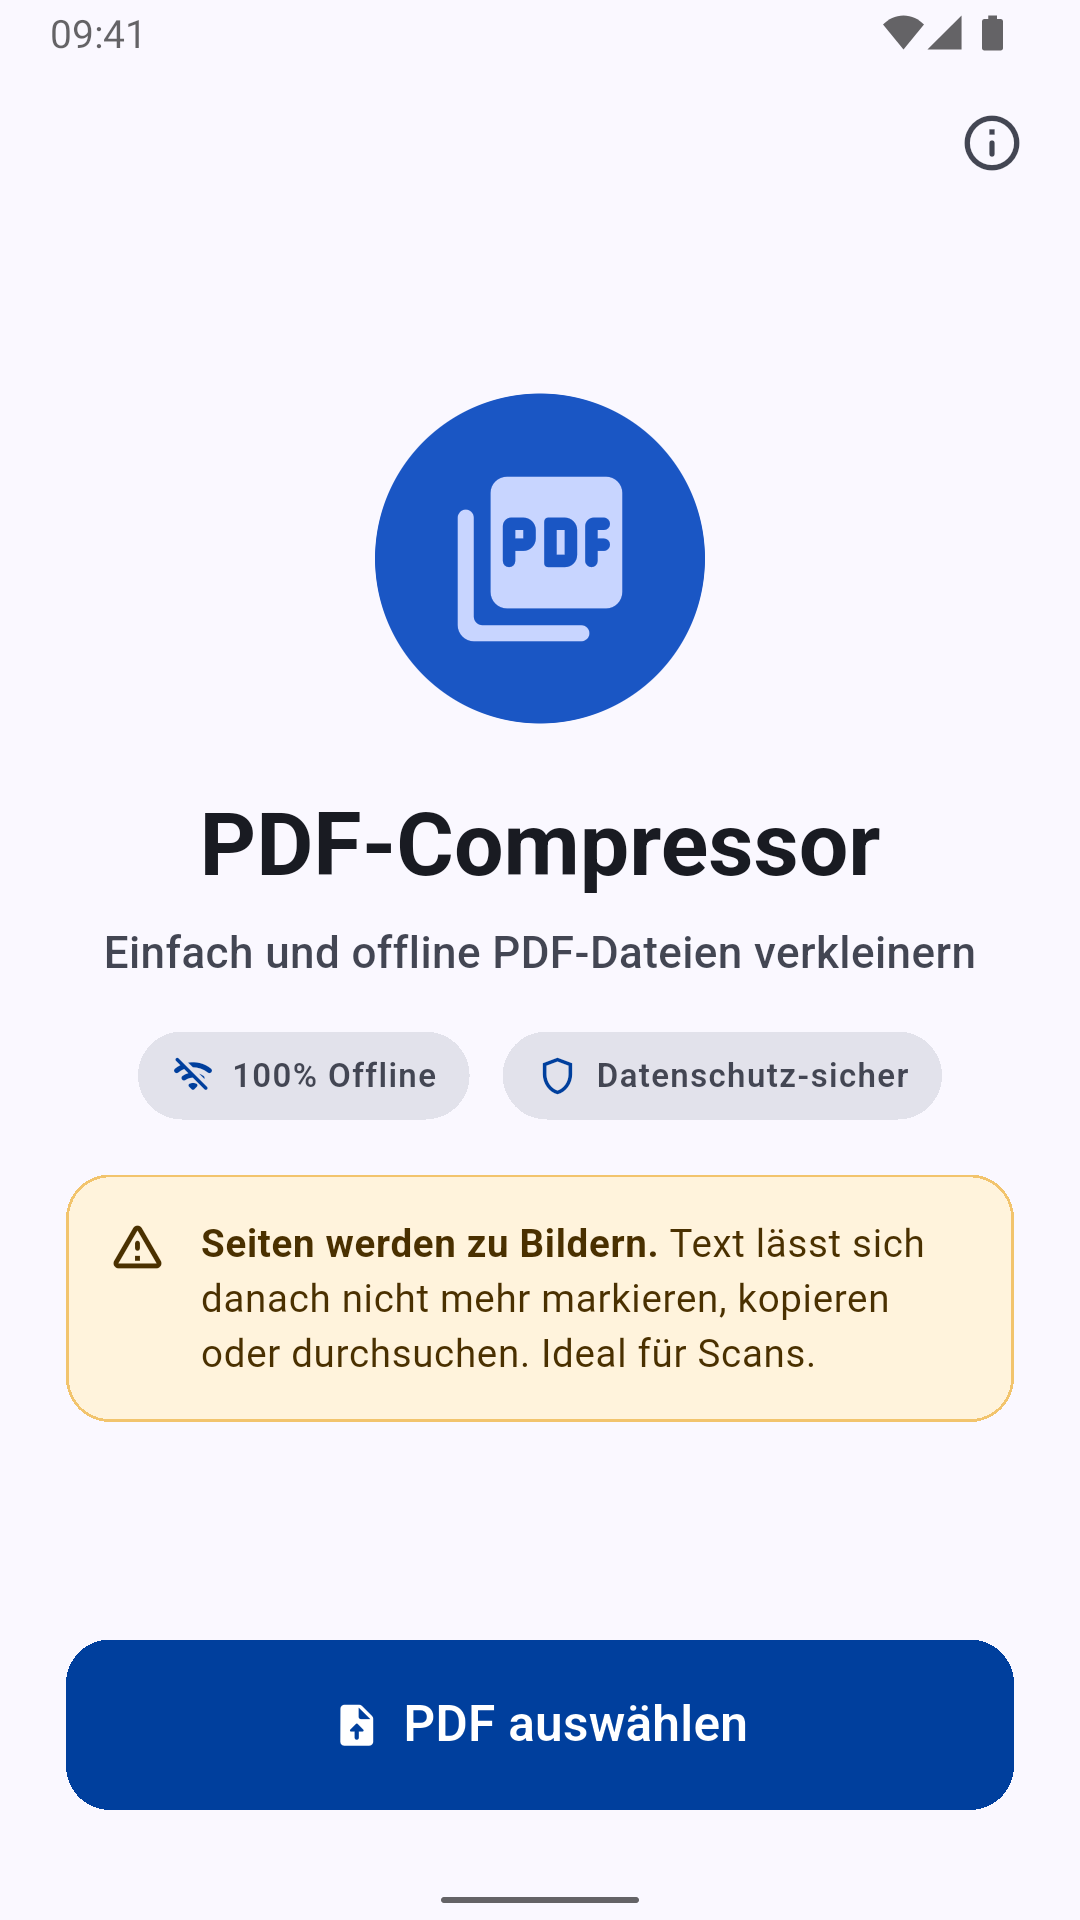 09:41
PDF
PDF-Compressor
Einfach und offline PDF-Dateien verkleinern
100% Offline
Datenschutz-sicher
Seiten werden zu Bildern. Text lässt sich
danach nicht mehr markieren, kopieren
oder durchsuchen. Ideal für Scans.
PDF auswählen